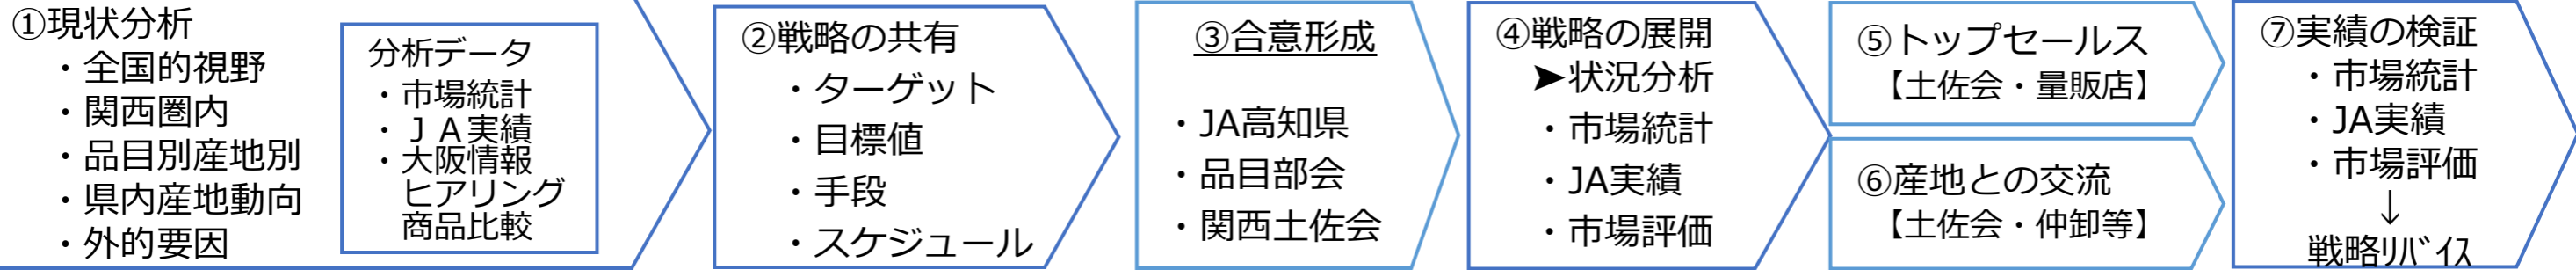 ①現状分析
・全国的視野
・関西圏内
・品目別産地別
・県内産地動向
・外的要因
分析データ
・市場統計
・ＪＡ実績
・大阪情報
ヒアリング
商品比較
②戦略の共有
・ターゲット
・目標値
・手段
・スケジュール
③合意形成
・JA高知県
・品目部会
・関西土佐会
④戦略の展開
➤状況分析
・市場統計
・JA実績
・市場評価
⑤トップセールス
【土佐会・量販店】
⑥産地との交流
【土佐会・仲卸等】
⑦実績の検証
・市場統計
・JA実績
・市場評価
↓
戦略ﾘﾊﾞｲｽ